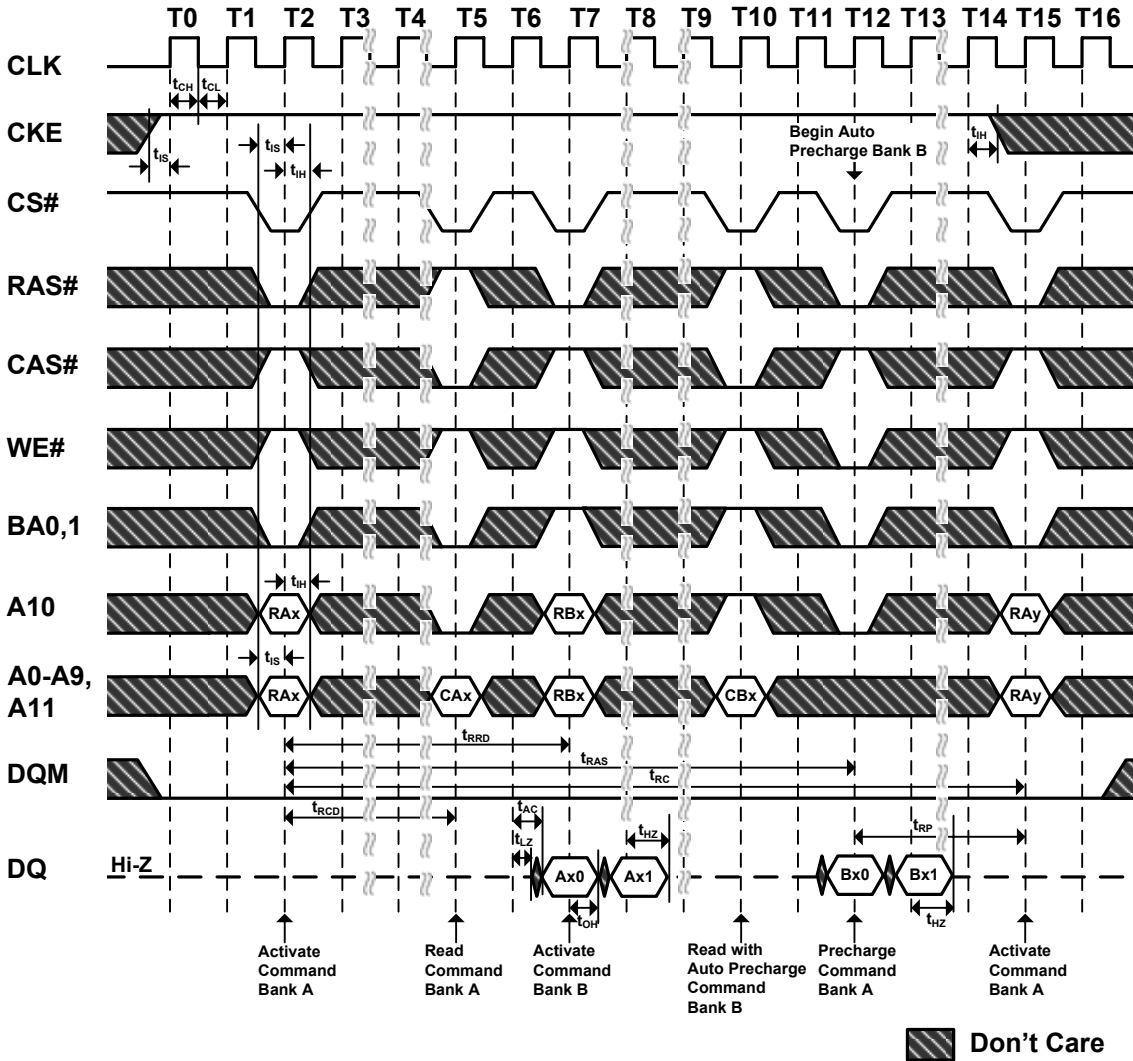 T0 T1 T2 T3 T4 T5 T6 T7 T8 T9 T10 T11 T12 T13 T14 T15 T16
CLK
tCH tCL
CKE
tIS
tIS
tIH
Begin Auto
Precharge Bank B
tIH
CS#
RAS#
CAS#
WE#
BA0,1
tIH
A10
RAx RBx RAy
tIS
A0-A9,
A11
RAx CAx RBx CBx RAy
tRRD
tRAS
tRC
DQM
tRCD
tAC
tLZ
tHZ
tRP
DQ
Hi-Z
Ax0 Ax1 Bx0 Bx1
tOH
tHZ
Activate
Command
Bank A
Read
Command
Bank A
Activate
Command
Bank B
Read with
Auto Precharge
Command
Bank B
Precharge
Command
Bank A
Activate
Command
Bank A
Don't Care